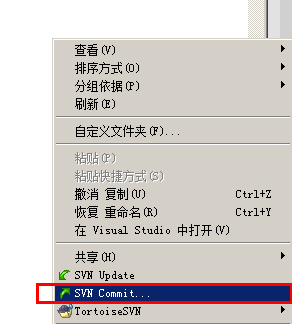 查看(V)
排序方式(O)
分组依据(P)
刷新(E)
自定义文件夹(F)...
粘贴(P)
粘贴快捷方式(S)
撤消 复制(U) Ctrl+Z
恢复 重命名(R) Ctrl+Y
在 Visual Studio 中打开(V)
共享(H)
SVN Update
SVN Commit...
TortoiseSVN